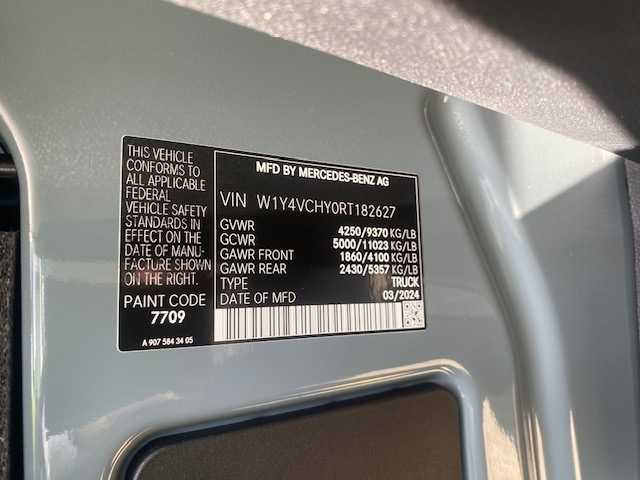 THIS VEHICLE
CONFORMS TO
ALL APPLICABLE
FEDERAL
VEHICLE SAFETY
STANDARDS IN
EFFECT ON THE
DATE OF MANU-
FACTURE SHOWN
ON THE RIGHT.
PAINT CODE
7709
A 907 584 34 05
MFD BY MERCEDES-BENZ AG
VIN W1Y4VCHY0RT182627
GVWR 4250/9370 KG/LB
GCWR 5000/11023 KG/LB
GAWR FRONT 1860/4100 KG/LB
GAWR REAR 2430/5357 KG/LB
TYPE TRUCK
DATE OF MFD 03/2024